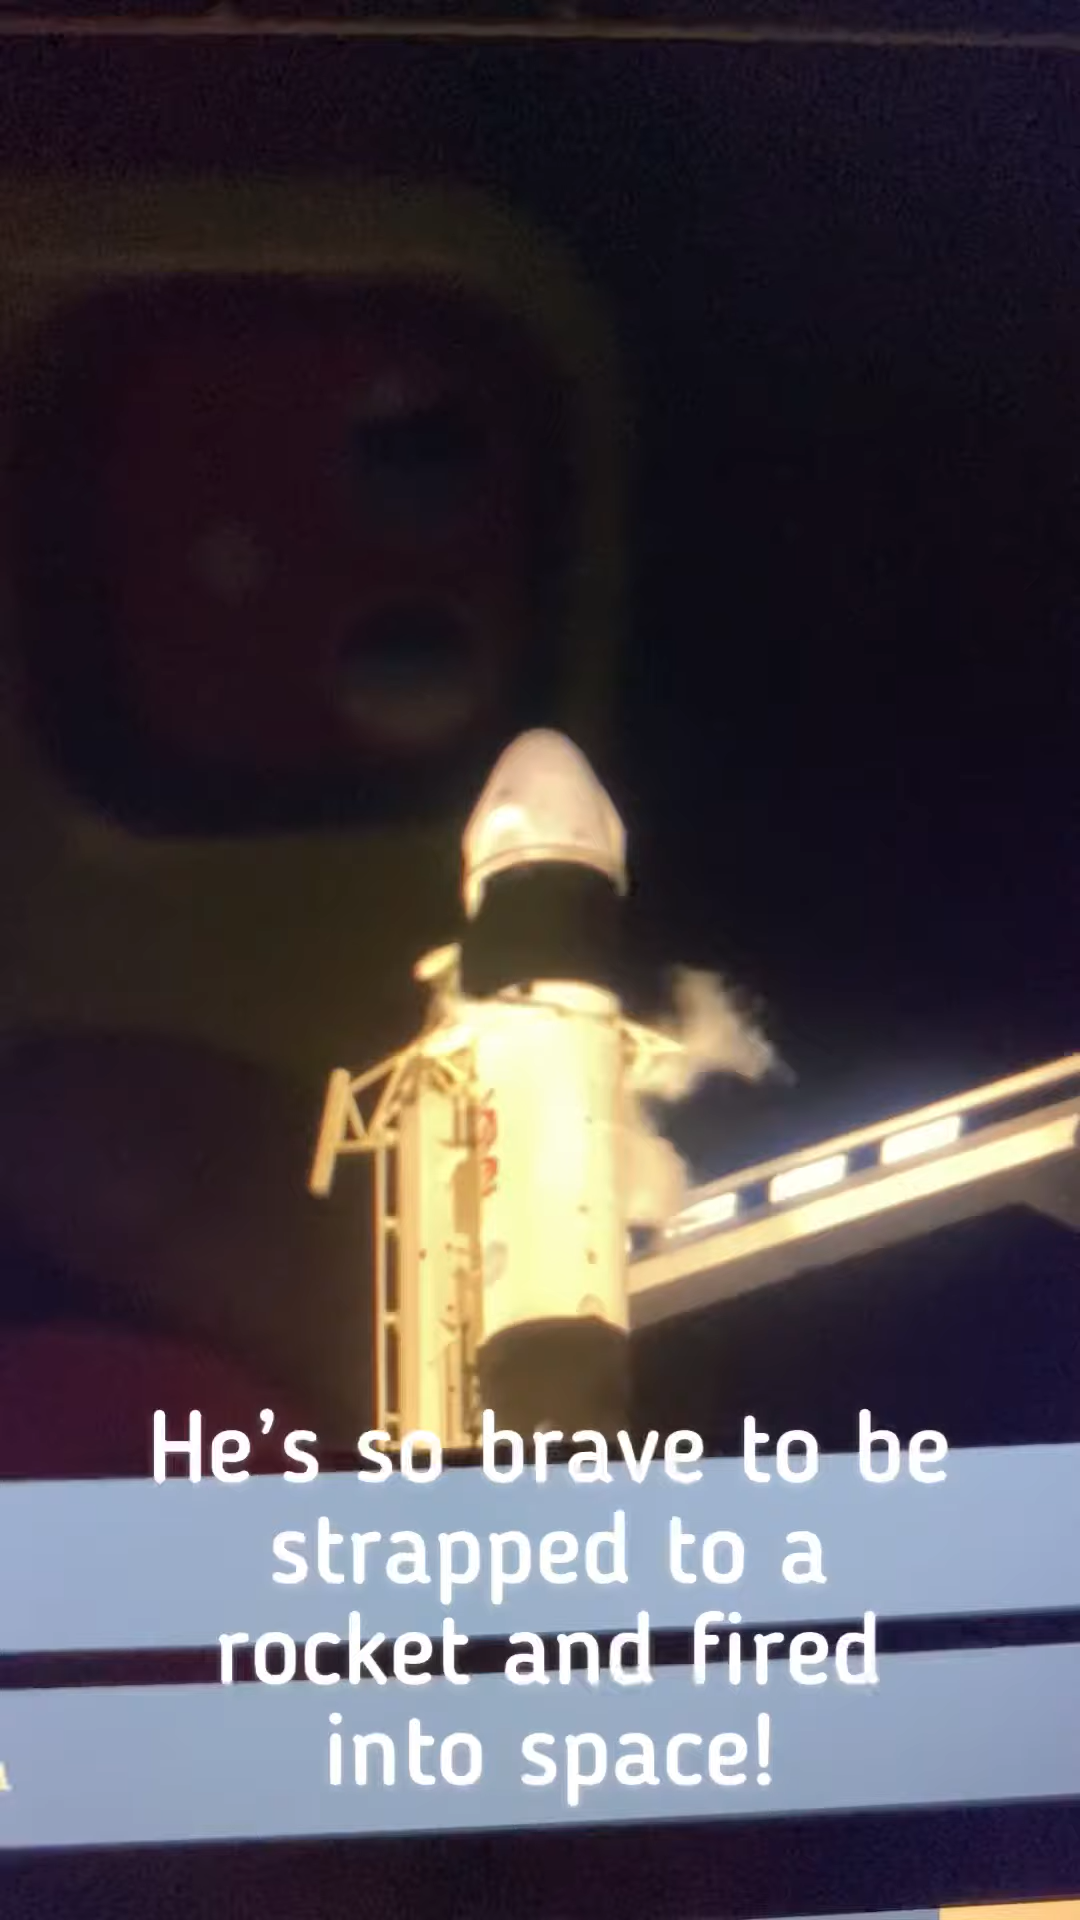 He's so brave to be
strapped to a
rocket and fired
into space!